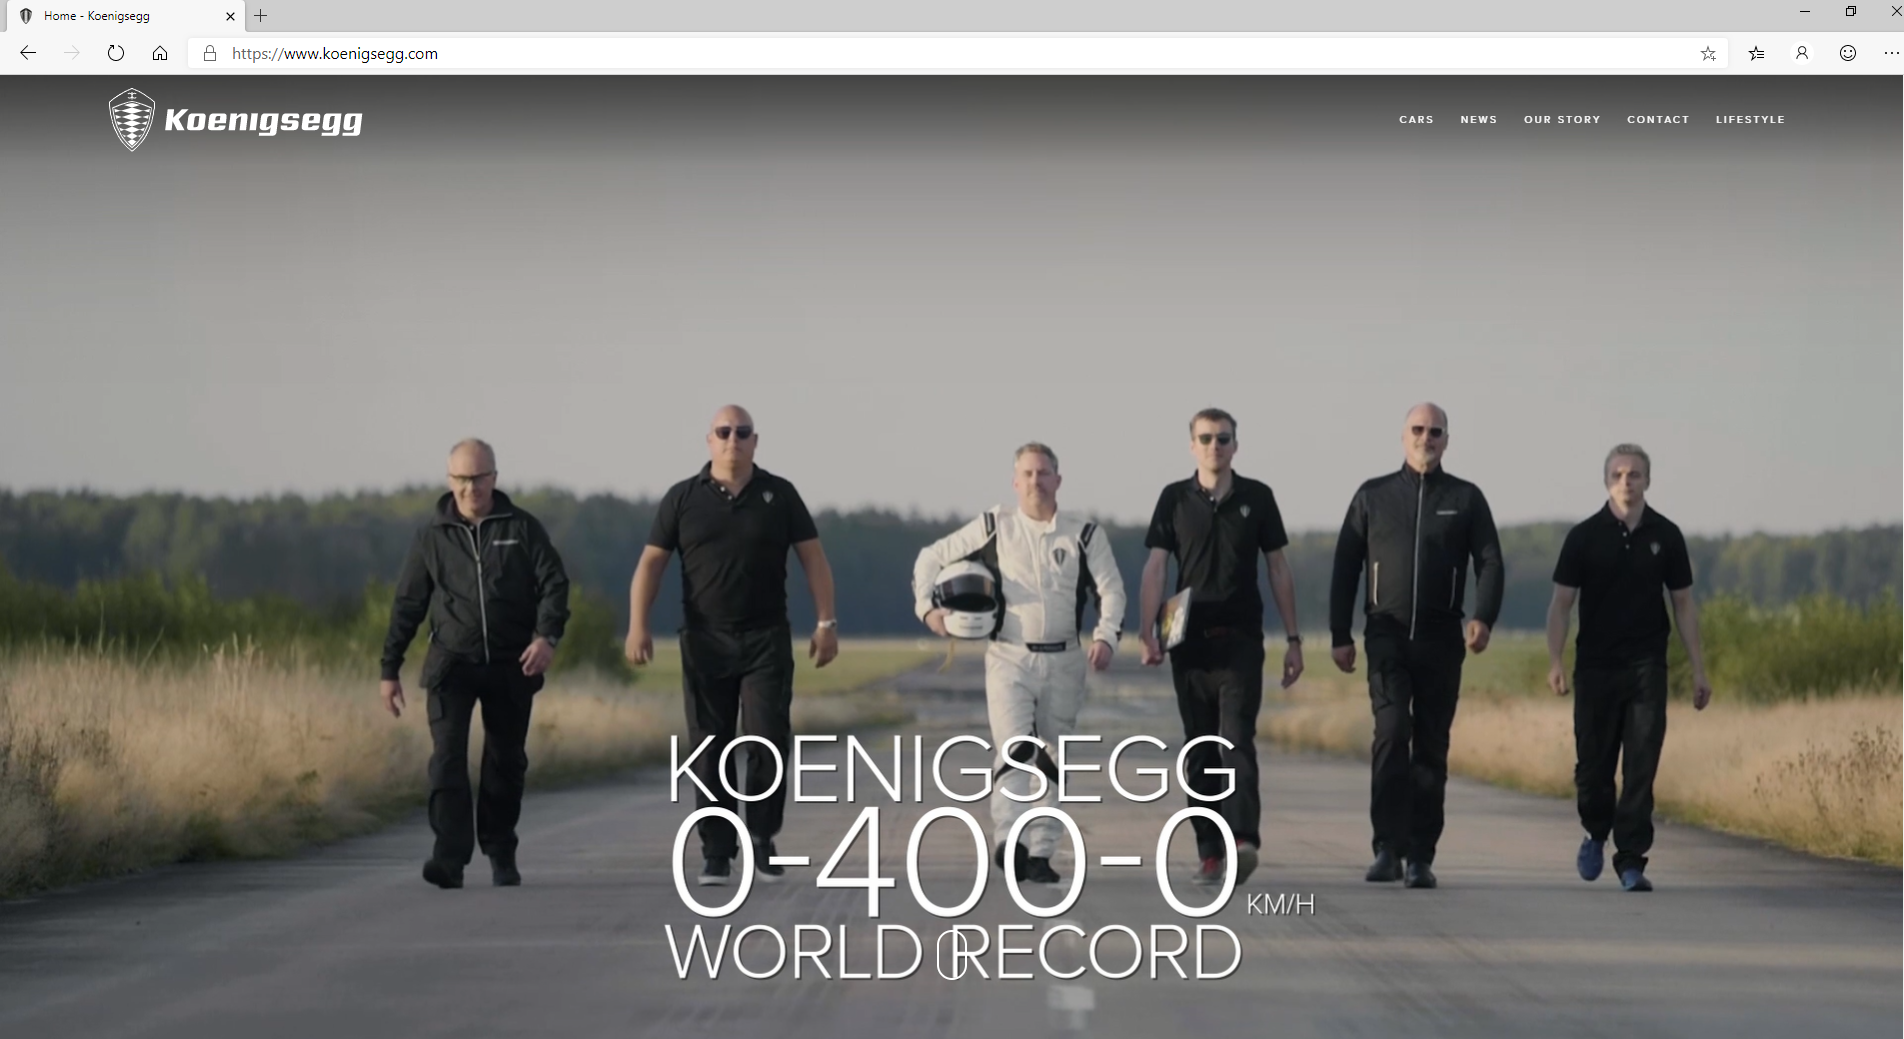 Home - Koenigsegg
https://www.koenigsegg.com
Koenigsegg
CARS NEWS OUR STORY CONTACT LIFESTYLE
KOENIGSEGG
0-400-0 KM/H
WORLD RECORD